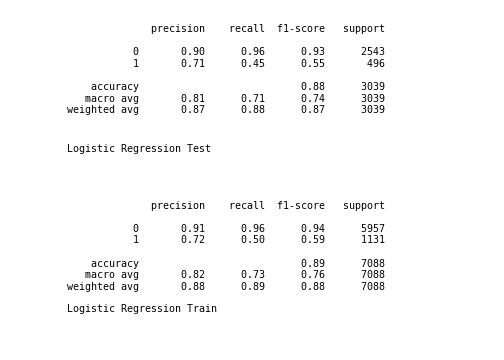 precision recall f1-score support
0 0.90 0.96 0.93 2543
1 0.71 0.45 0.55 496
accuracy 0.88 3039
macro avg 0.81 0.71 0.74 3039
weighted avg 0.87 0.88 0.87 3039
Logistic Regression Test
precision recall f1-score support
0 0.91 0.96 0.94 5957
1 0.72 0.50 0.59 1131
accuracy 0.89 7088
macro avg 0.82 0.73 0.76 7088
weighted avg 0.88 0.89 0.88 7088
Logistic Regression Train